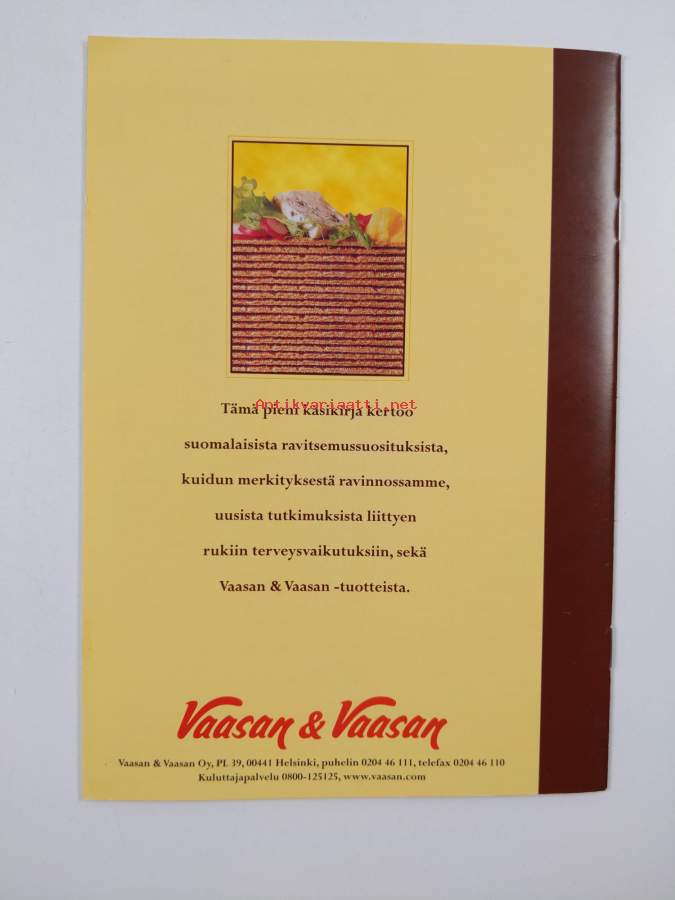 Antikvariaatti.net
Tämä pieni käsikirja kertoo
suomalaisista ravitsemussuosituksista,
kuidun merkityksestä ravinnossamme,
uusista tutkimuksista liittyen
rukiin terveysvaikutuksiin, sekä
Vaasan & Vaasan -tuotteista.
Vaasan & Vaasan
Vaasan & Vaasan Oy, PL 39, 00441 Helsinki, puhelin 0204 46 111, telefax 0204 46 110
Kuluttajapalvelu 0800-125125, www.vaasan.com